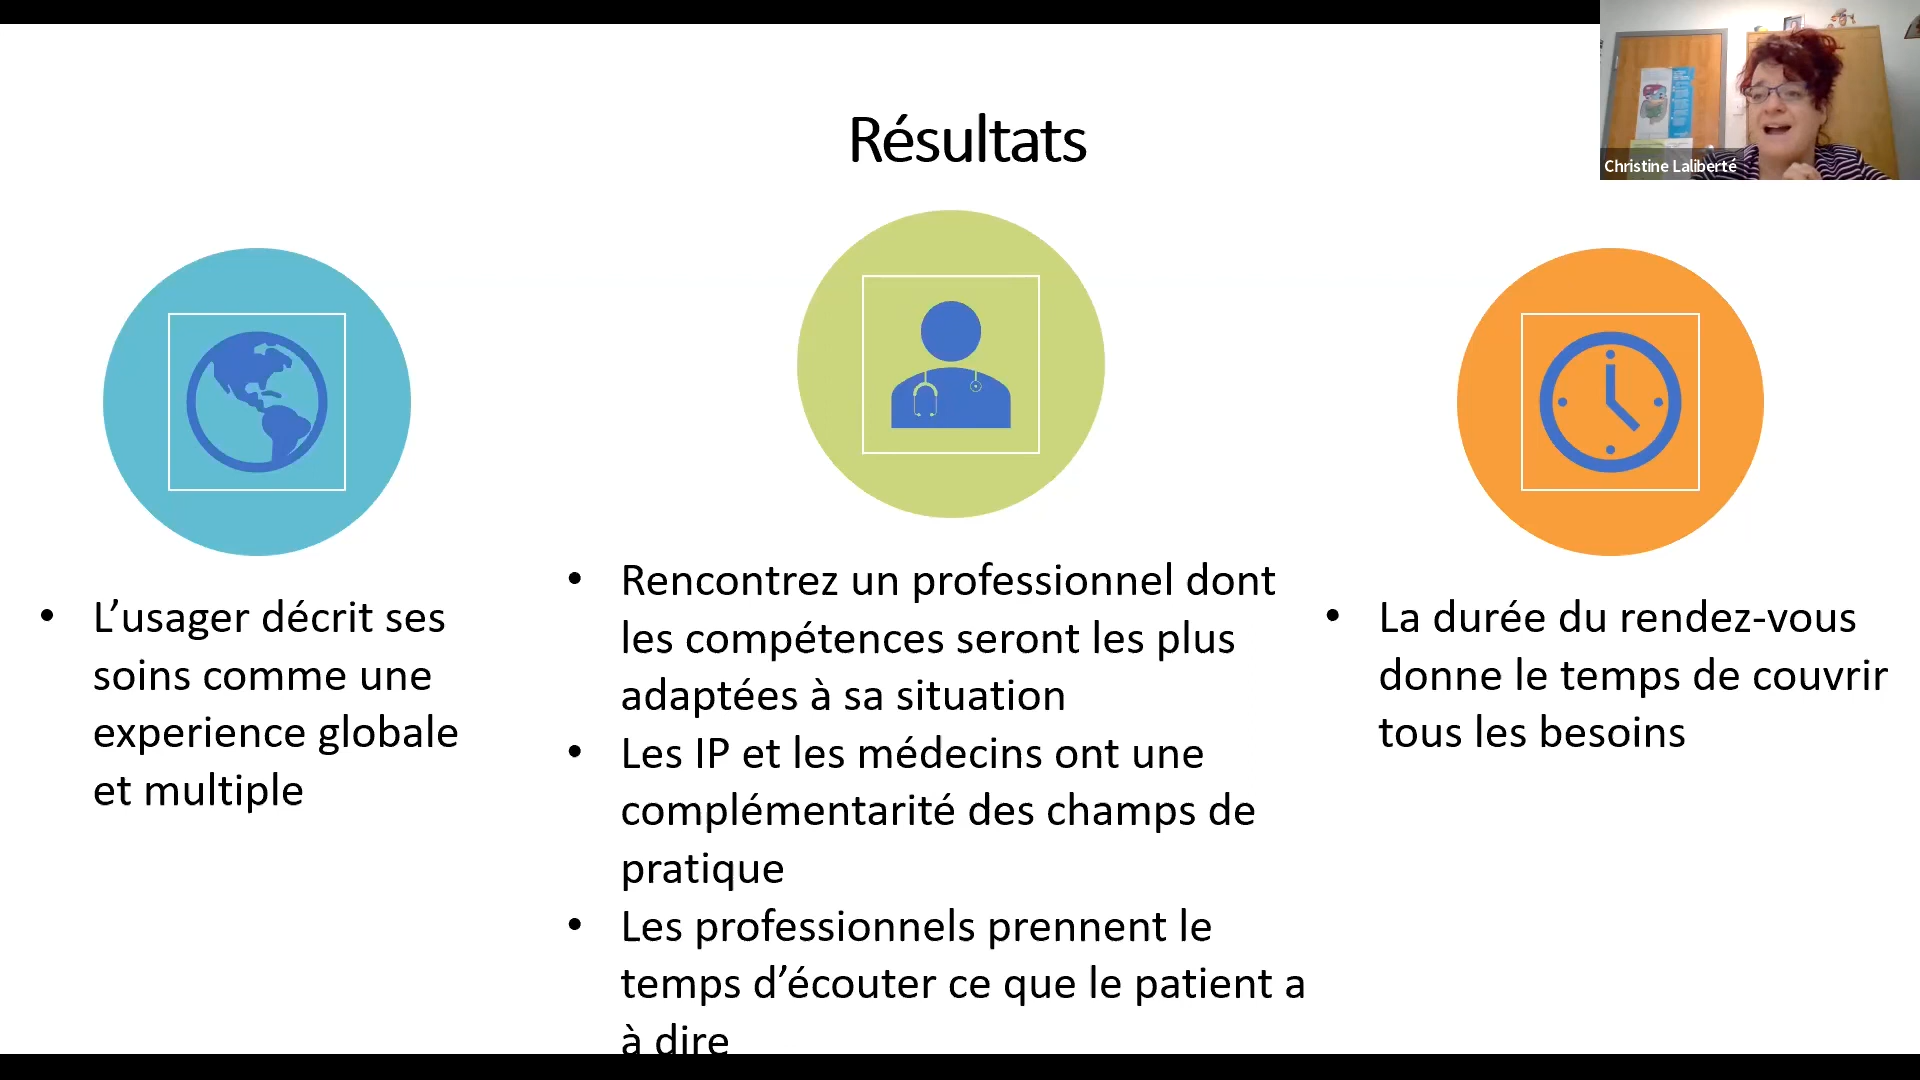 Résultats
Christine Laliberté
• L’usager décrit ses
soins comme une
experience globale
et multiple
• Rencontrez un professionnel dont
les compétences seront les plus
adaptées à sa situation
• Les IP et les médecins ont une
complémentarité des champs de
pratique
• Les professionnels prennent le
temps d’écouter ce que le patient a
à dire
• La durée du rendez-vous
donne le temps de couvrir
tous les besoins